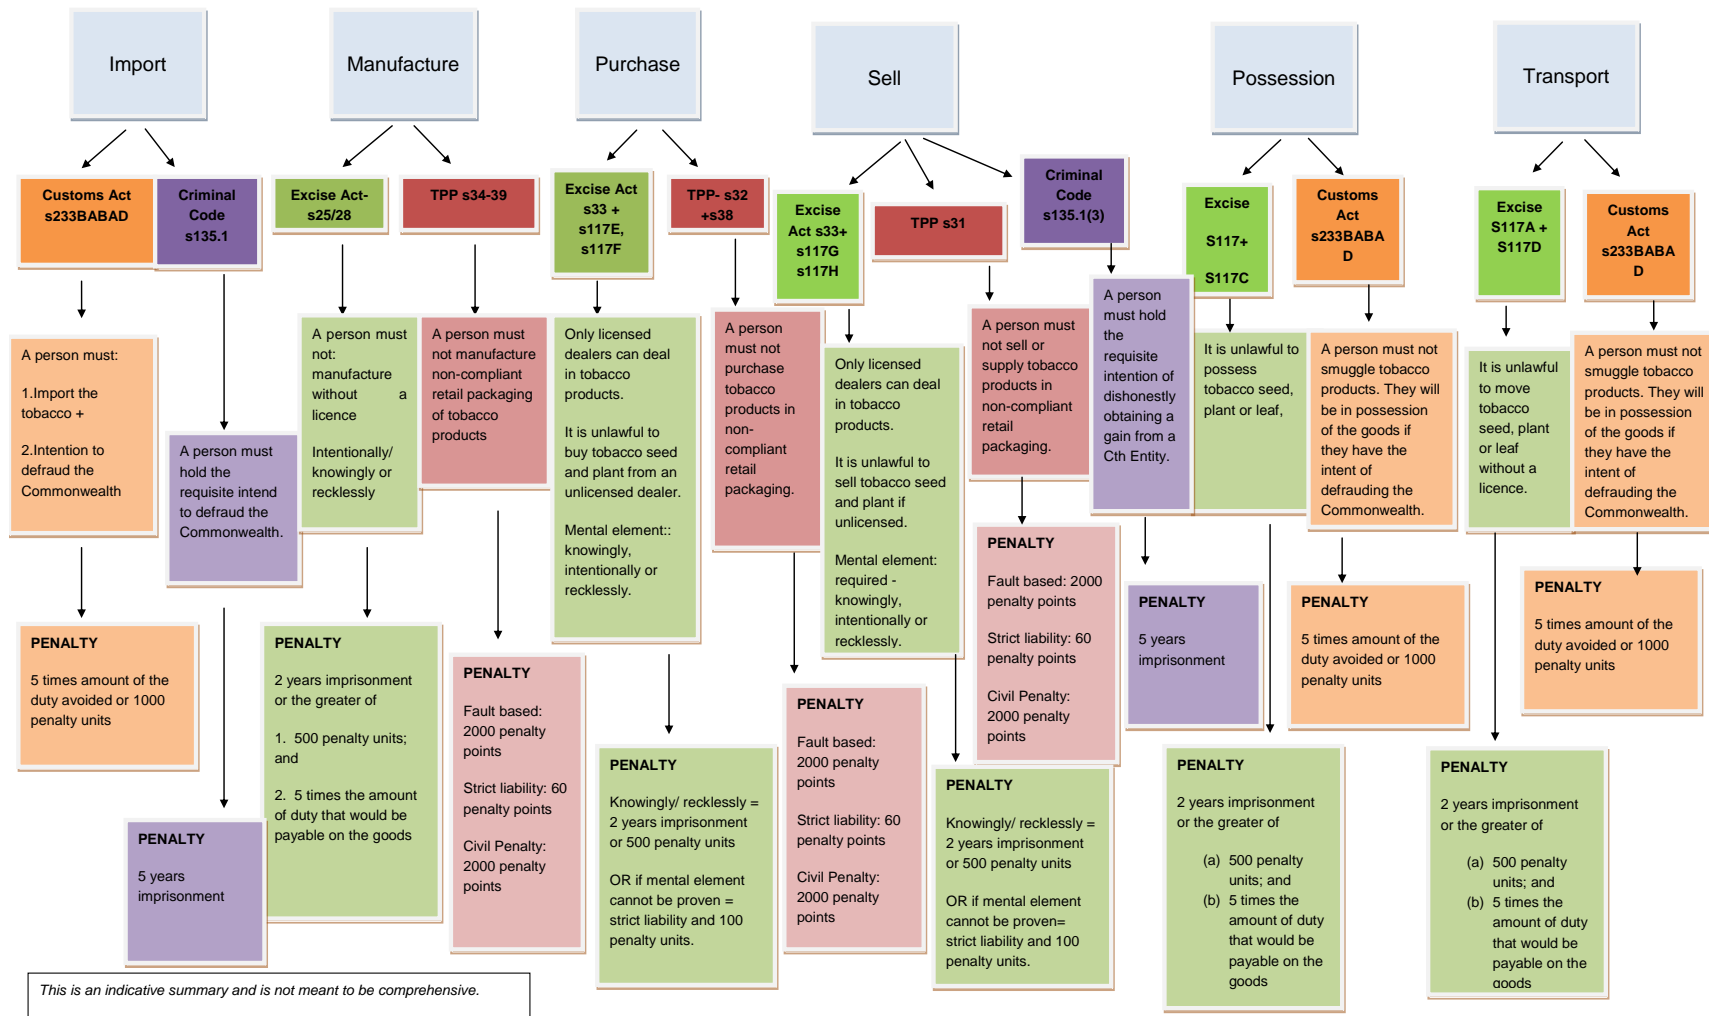 Import
Manufacture
Purchase
Sell
Possession
Transport
Customs Act
s233BABAD
Criminal
Code
s135.1
Excise Act-
s25/28
TPP s34-39
Excise Act
s33 +
s117E,
s117F
TPP- s32
+s38
Excise
Act s33+
s117G
s117H
TPP s31
Criminal
Code
s135.1(3)
Excise
S117+
S117C
Customs
Act
s233BABA
D
Excise
S117A +
S117D
Customs
Act
s233BABA
D
A person must:
1.Import the
tobacco +
2.Intention to
defraud the
Commonwealth
A person must
hold the
requisite intend
to defraud the
Commonwealth.
A person must
not:
manufacture
without a
licence
Intentionally/
knowingly or
recklessly
A person must
not manufacture
non-compliant
retail packaging
of tobacco
products
Only licensed
dealers can deal
in tobacco
products.
It is unlawful to
buy tobacco seed
and plant from an
unlicensed dealer.
Mental element::
knowingly,
intentionally or
recklessly.
A person
must not
purchase
tobacco
products in
non-
compliant
retail
packaging.
Only licensed
dealers can deal
in tobacco
products.
It is unlawful to
sell tobacco seed
and plant if
unlicensed.
Mental element:
required -
knowingly,
intentionally or
recklessly.
A person must
not sell or
supply tobacco
products in
non-compliant
retail
packaging.
A person
must hold
the
requisite
intention of
dishonestly
obtaining a
gain from a
Cth Entity.
It is unlawful to
possess
tobacco seed,
plant or leaf,
A person must not
smuggle tobacco
products. They will
be in possession
of the goods if
they have the
intent of
defrauding the
Commonwealth.
It is unlawful
to move
tobacco
seed, plant
or leaf
without a
licence.
A person must not
smuggle tobacco
products. They will
be in possession
of the goods if
they have the
intent of
defrauding the
Commonwealth.
PENALTY
5 times amount of the
duty avoided or 1000
penalty units
PENALTY
5 years
imprisonment
PENALTY
2 years imprisonment
or the greater of
1. 500 penalty units;
and
2. 5 times the amount
of duty that would be
payable on the goods
PENALTY
Fault based:
2000 penalty
points
Strict liability: 60
penalty points
Civil Penalty:
2000 penalty
points
PENALTY
Knowingly/ recklessly =
2 years imprisonment
or 500 penalty units
OR if mental element
cannot be proven =
strict liability and 100
penalty units.
PENALTY
Fault based:
2000 penalty
points
Strict liability: 60
penalty points
Civil Penalty:
2000 penalty
points
PENALTY
Knowingly/ recklessly =
2 years imprisonment
or 500 penalty units
OR if mental element
cannot be proven=
strict liability and 100
penalty units.
PENALTY
Fault based: 2000
penalty points
Strict liability: 60
penalty points
Civil Penalty:
2000 penalty
points
PENALTY
5 years
imprisonment
PENALTY
2 years imprisonment
or the greater of
(a) 500 penalty
units; and
(b) 5 times the
amount of duty
that would be
payable on the
goods
PENALTY
5 times amount of the
duty avoided or 1000
penalty units
PENALTY
2 years imprisonment
or the greater of
(a) 500 penalty
units; and
(b) 5 times the
amount of duty
that would be
payable on the
goods
PENALTY
5 times amount of the
duty avoided or 1000
penalty units
This is an indicative summary and is not meant to be comprehensive.